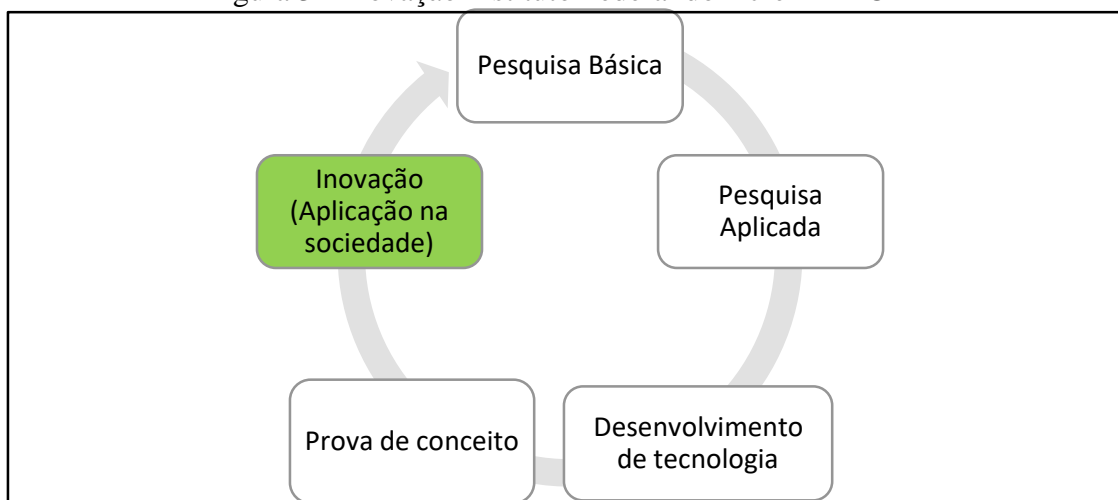 Pesquisa Básica
Pesquisa
Aplicada
Desenvolvimento
de tecnologia
Prova de conceito
Inovação
(Aplicação na
sociedade)